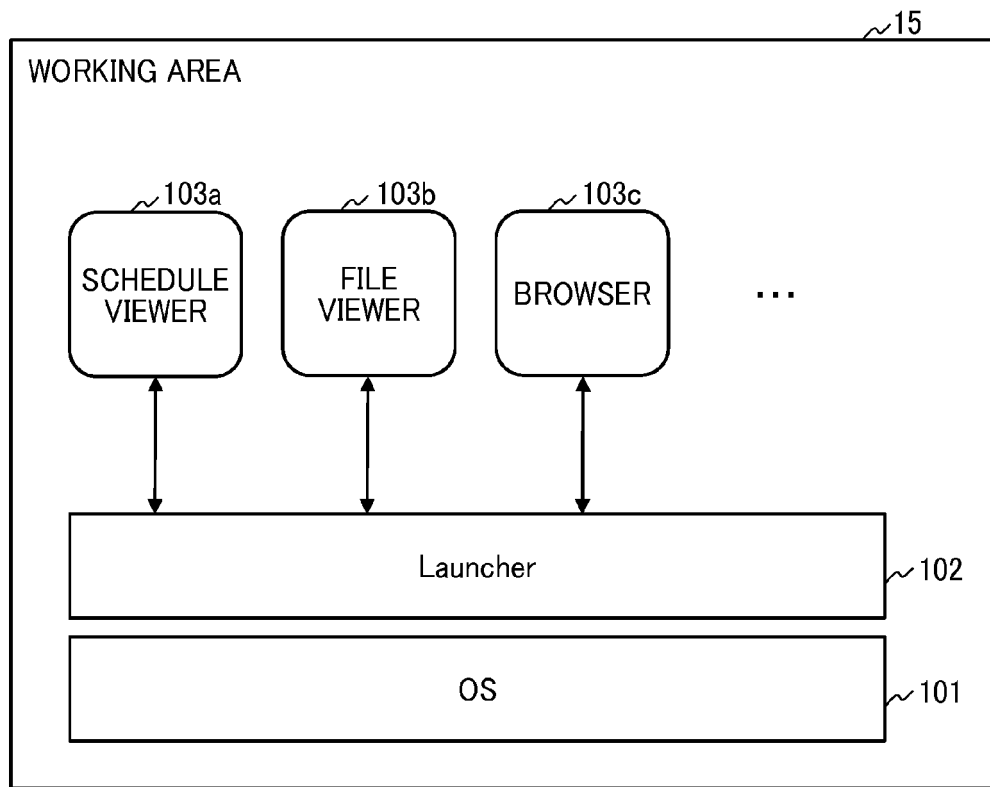 15
WORKING AREA
103a
103b
103c
SCHEDULE
VIEWER
FILE
VIEWER
BROWSER
...
Launcher
102
OS
101